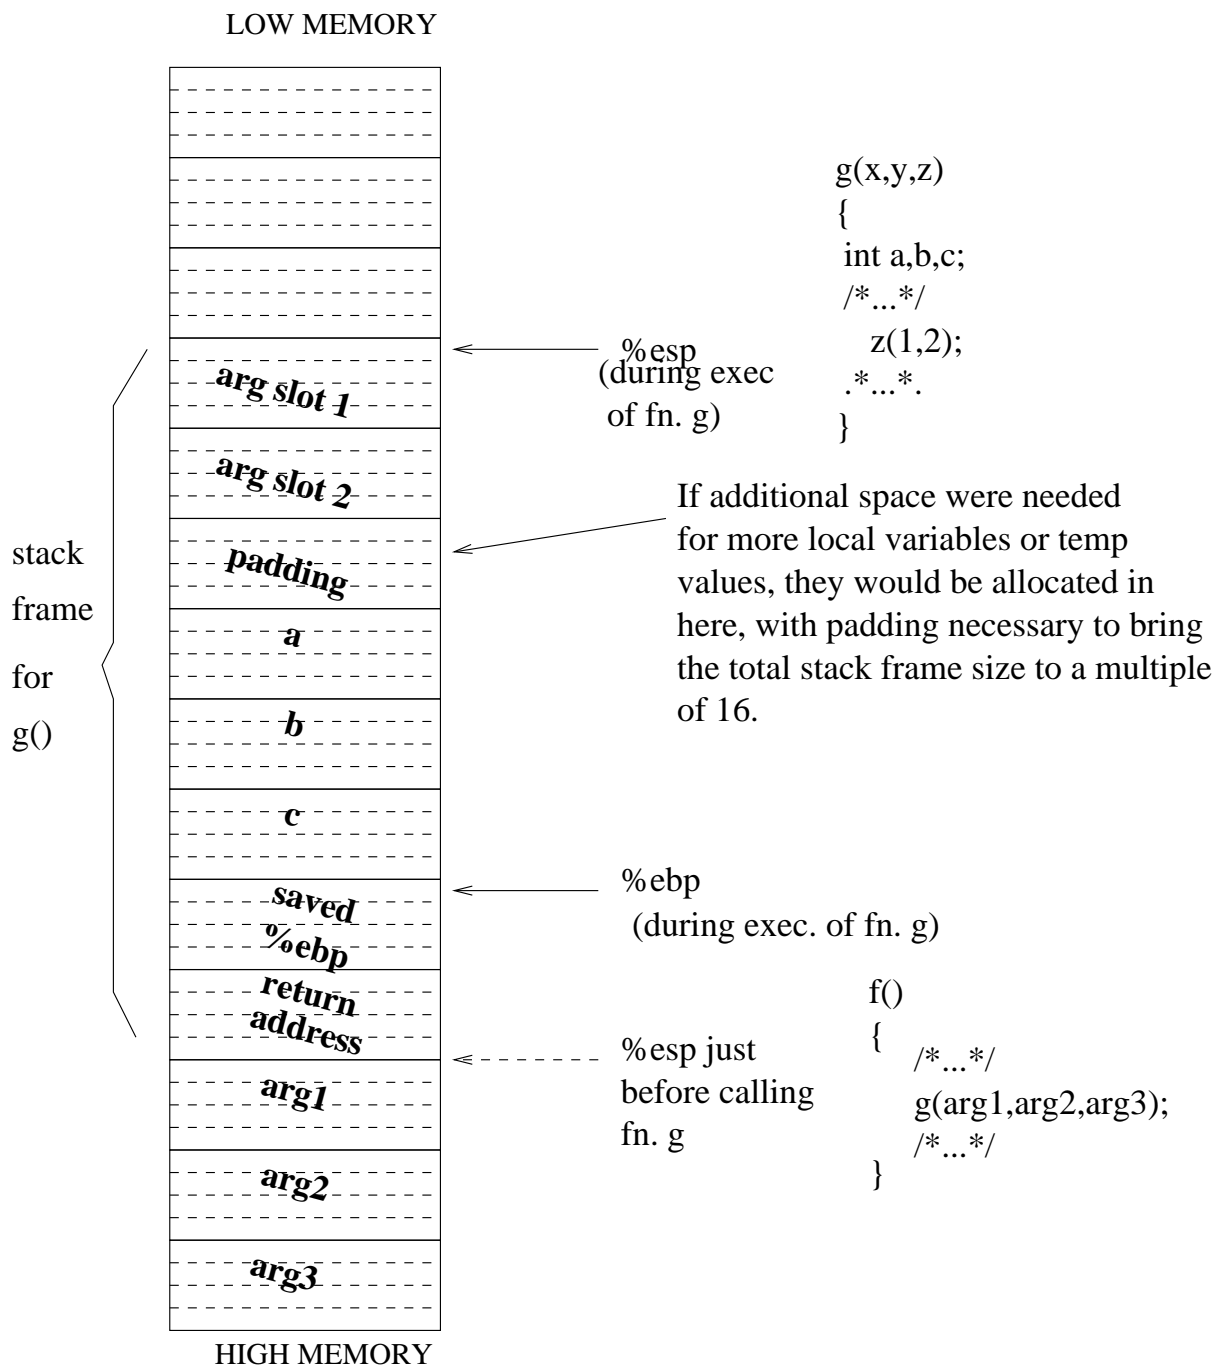 LOW MEMORY
g(x,y,z)
{
int a,b,c;
/*...*/
z(1,2);
.*...*.
}
%esp
(during exec
of fn. g)
arg slot 1
arg slot 2
If additional space were needed
for more local variables or temp
values, they would be allocated in
here, with padding necessary to bring
the total stack frame size to a multiple
of 16.
padding
stack
frame
for
g()
a
b
c
%ebp
(during exec. of fn. g)
saved
%ebp
return
address
f()
{
/*...*/
g(arg1,arg2,arg3);
/*...*/
}
%esp just
before calling
fn. g
arg1
arg2
arg3
HIGH MEMORY